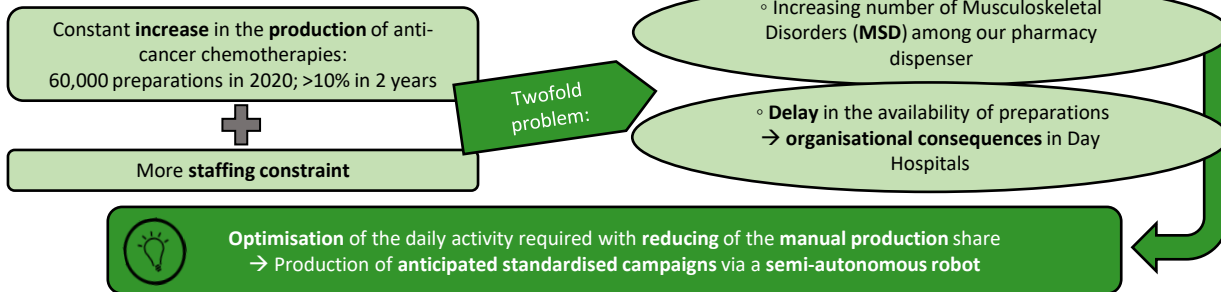 Constant increase in the production of anti-
cancer chemotherapies:
60,000 preparations in 2020; >10% in 2 years
More staffing constraint
Twofold
problem:
◦ Increasing number of Musculoskeletal
Disorders (MSD) among our pharmacy
dispenser
◦ Delay in the availability of preparations
→ organisational consequences in Day
Hospitals
Optimisation of the daily activity required with reducing of the manual production share
→ Production of anticipated standardised campaigns via a semi-autonomous robot